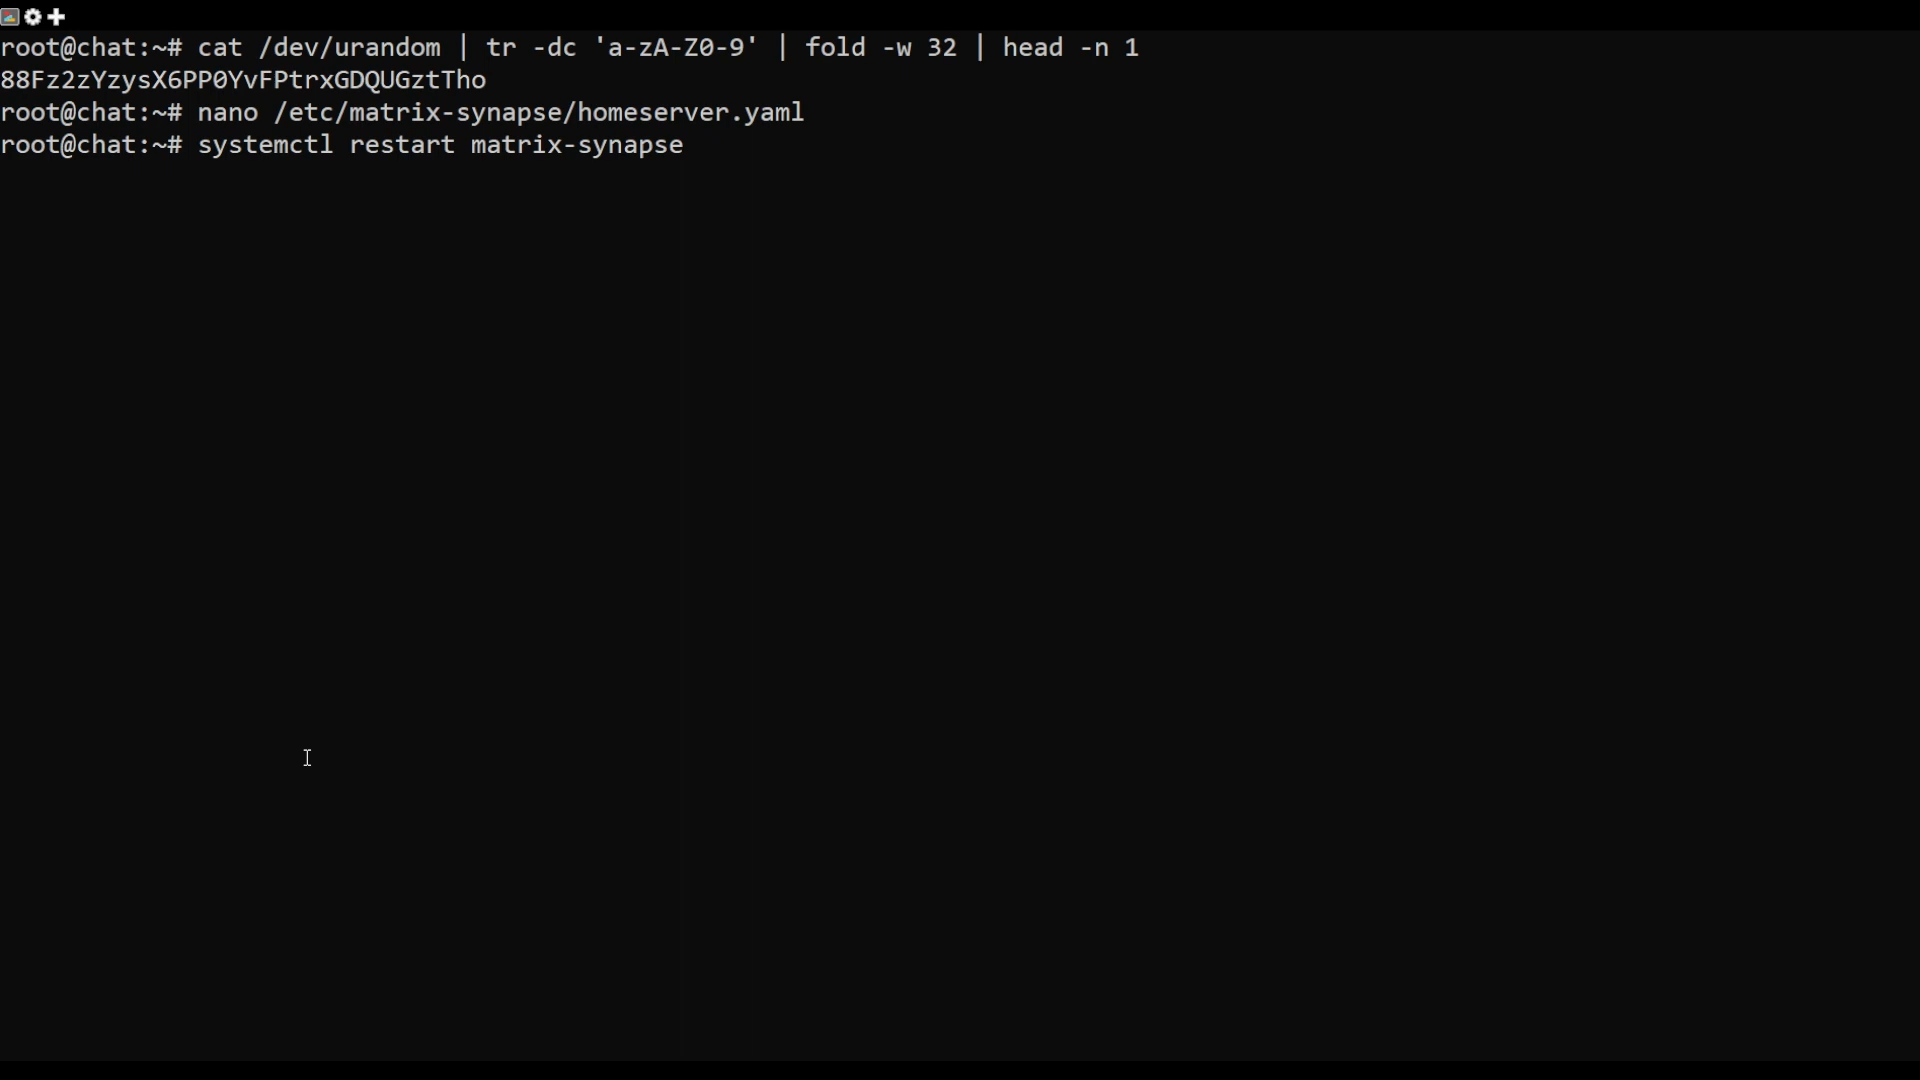 root@chat:~# cat /dev/urandom | tr -dc 'a-zA-Z0-9' | fold -w 32 | head -n 1
88Fz2zYzysX6PP0YvFPtrxGDQUGztTho
root@chat:~# nano /etc/matrix-synapse/homeserver.yaml
root@chat:~# systemctl restart matrix-synapse